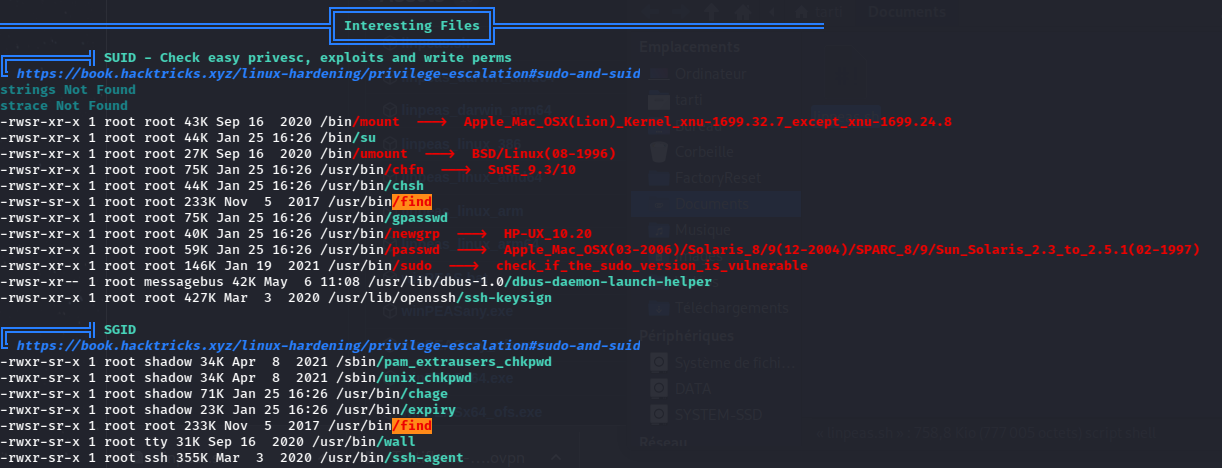 Interesting Files
SUID - Check easy privesc, exploits and write perms
https://book.hacktricks.xyz/linux-hardening/privilege-escalation#sudo-and-suid
strings Not Found
strace Not Found
-rwsr-xr-x 1 root root 43K Sep 16  2020 /bin/mount  --->  Apple_Mac_OSX(Lion)_Kernel_xnu-1699.32.7_except_xnu-1699.24.8
-rwsr-xr-x 1 root root 44K Jan 25 16:26 /bin/su
-rwsr-xr-x 1 root root 27K Sep 16  2020 /bin/umount  --->  BSD/Linux(08-1996)
-rwsr-xr-x 1 root root 75K Jan 25 16:26 /usr/bin/chfn  --->  SuSE_9.3/10
-rwsr-xr-x 1 root root 44K Jan 25 16:26 /usr/bin/chsh
-rwsr-sr-x 1 root root 233K Nov  5  2017 /usr/bin/find
-rwsr-xr-x 1 root root 75K Jan 25 16:26 /usr/bin/gpasswd
-rwsr-xr-x 1 root root 40K Jan 25 16:26 /usr/bin/newgrp  --->  HP-UX_10.20
-rwsr-xr-x 1 root root 59K Jan 25 16:26 /usr/bin/passwd  --->  Apple_Mac_OSX(03-2006)/Solaris_8/9(12-2004)/SPARC_8/9/Sun_Solaris_2.3_to_2.5.1(02-1997)
-rwsr-xr-x 1 root root 146K Jan 19  2021 /usr/bin/sudo  --->  check_if_the_sudo_version_is_vulnerable
-rwsr-xr-- 1 root messagebus 42K May  6 11:08 /usr/lib/dbus-1.0/dbus-daemon-launch-helper
-rwsr-xr-x 1 root root 427K Mar  3  2020 /usr/lib/openssh/ssh-keysign
SGID
https://book.hacktricks.xyz/linux-hardening/privilege-escalation#sudo-and-suid
-rwxr-sr-x 1 root shadow 34K Apr  8  2021 /sbin/pam_extrausers_chkpwd
-rwxr-sr-x 1 root shadow 34K Apr  8  2021 /sbin/unix_chkpwd
-rwxr-sr-x 1 root shadow 71K Jan 25 16:26 /usr/bin/chage
-rwxr-sr-x 1 root shadow 23K Jan 25 16:26 /usr/bin/expiry
-rwsr-sr-x 1 root root 233K Nov  5  2017 /usr/bin/find
-rwxr-sr-x 1 root tty 31K Sep 16  2020 /usr/bin/wall
-rwxr-sr-x 1 root ssh 355K Mar  3  2020 /usr/bin/ssh-agent
Documents
Emplacements
Ordinateur
Corbeille
FactoryReset
Documents
Musique
Téléchargements
Périphériques
DATA
SYSTEM-SSD
Réseau